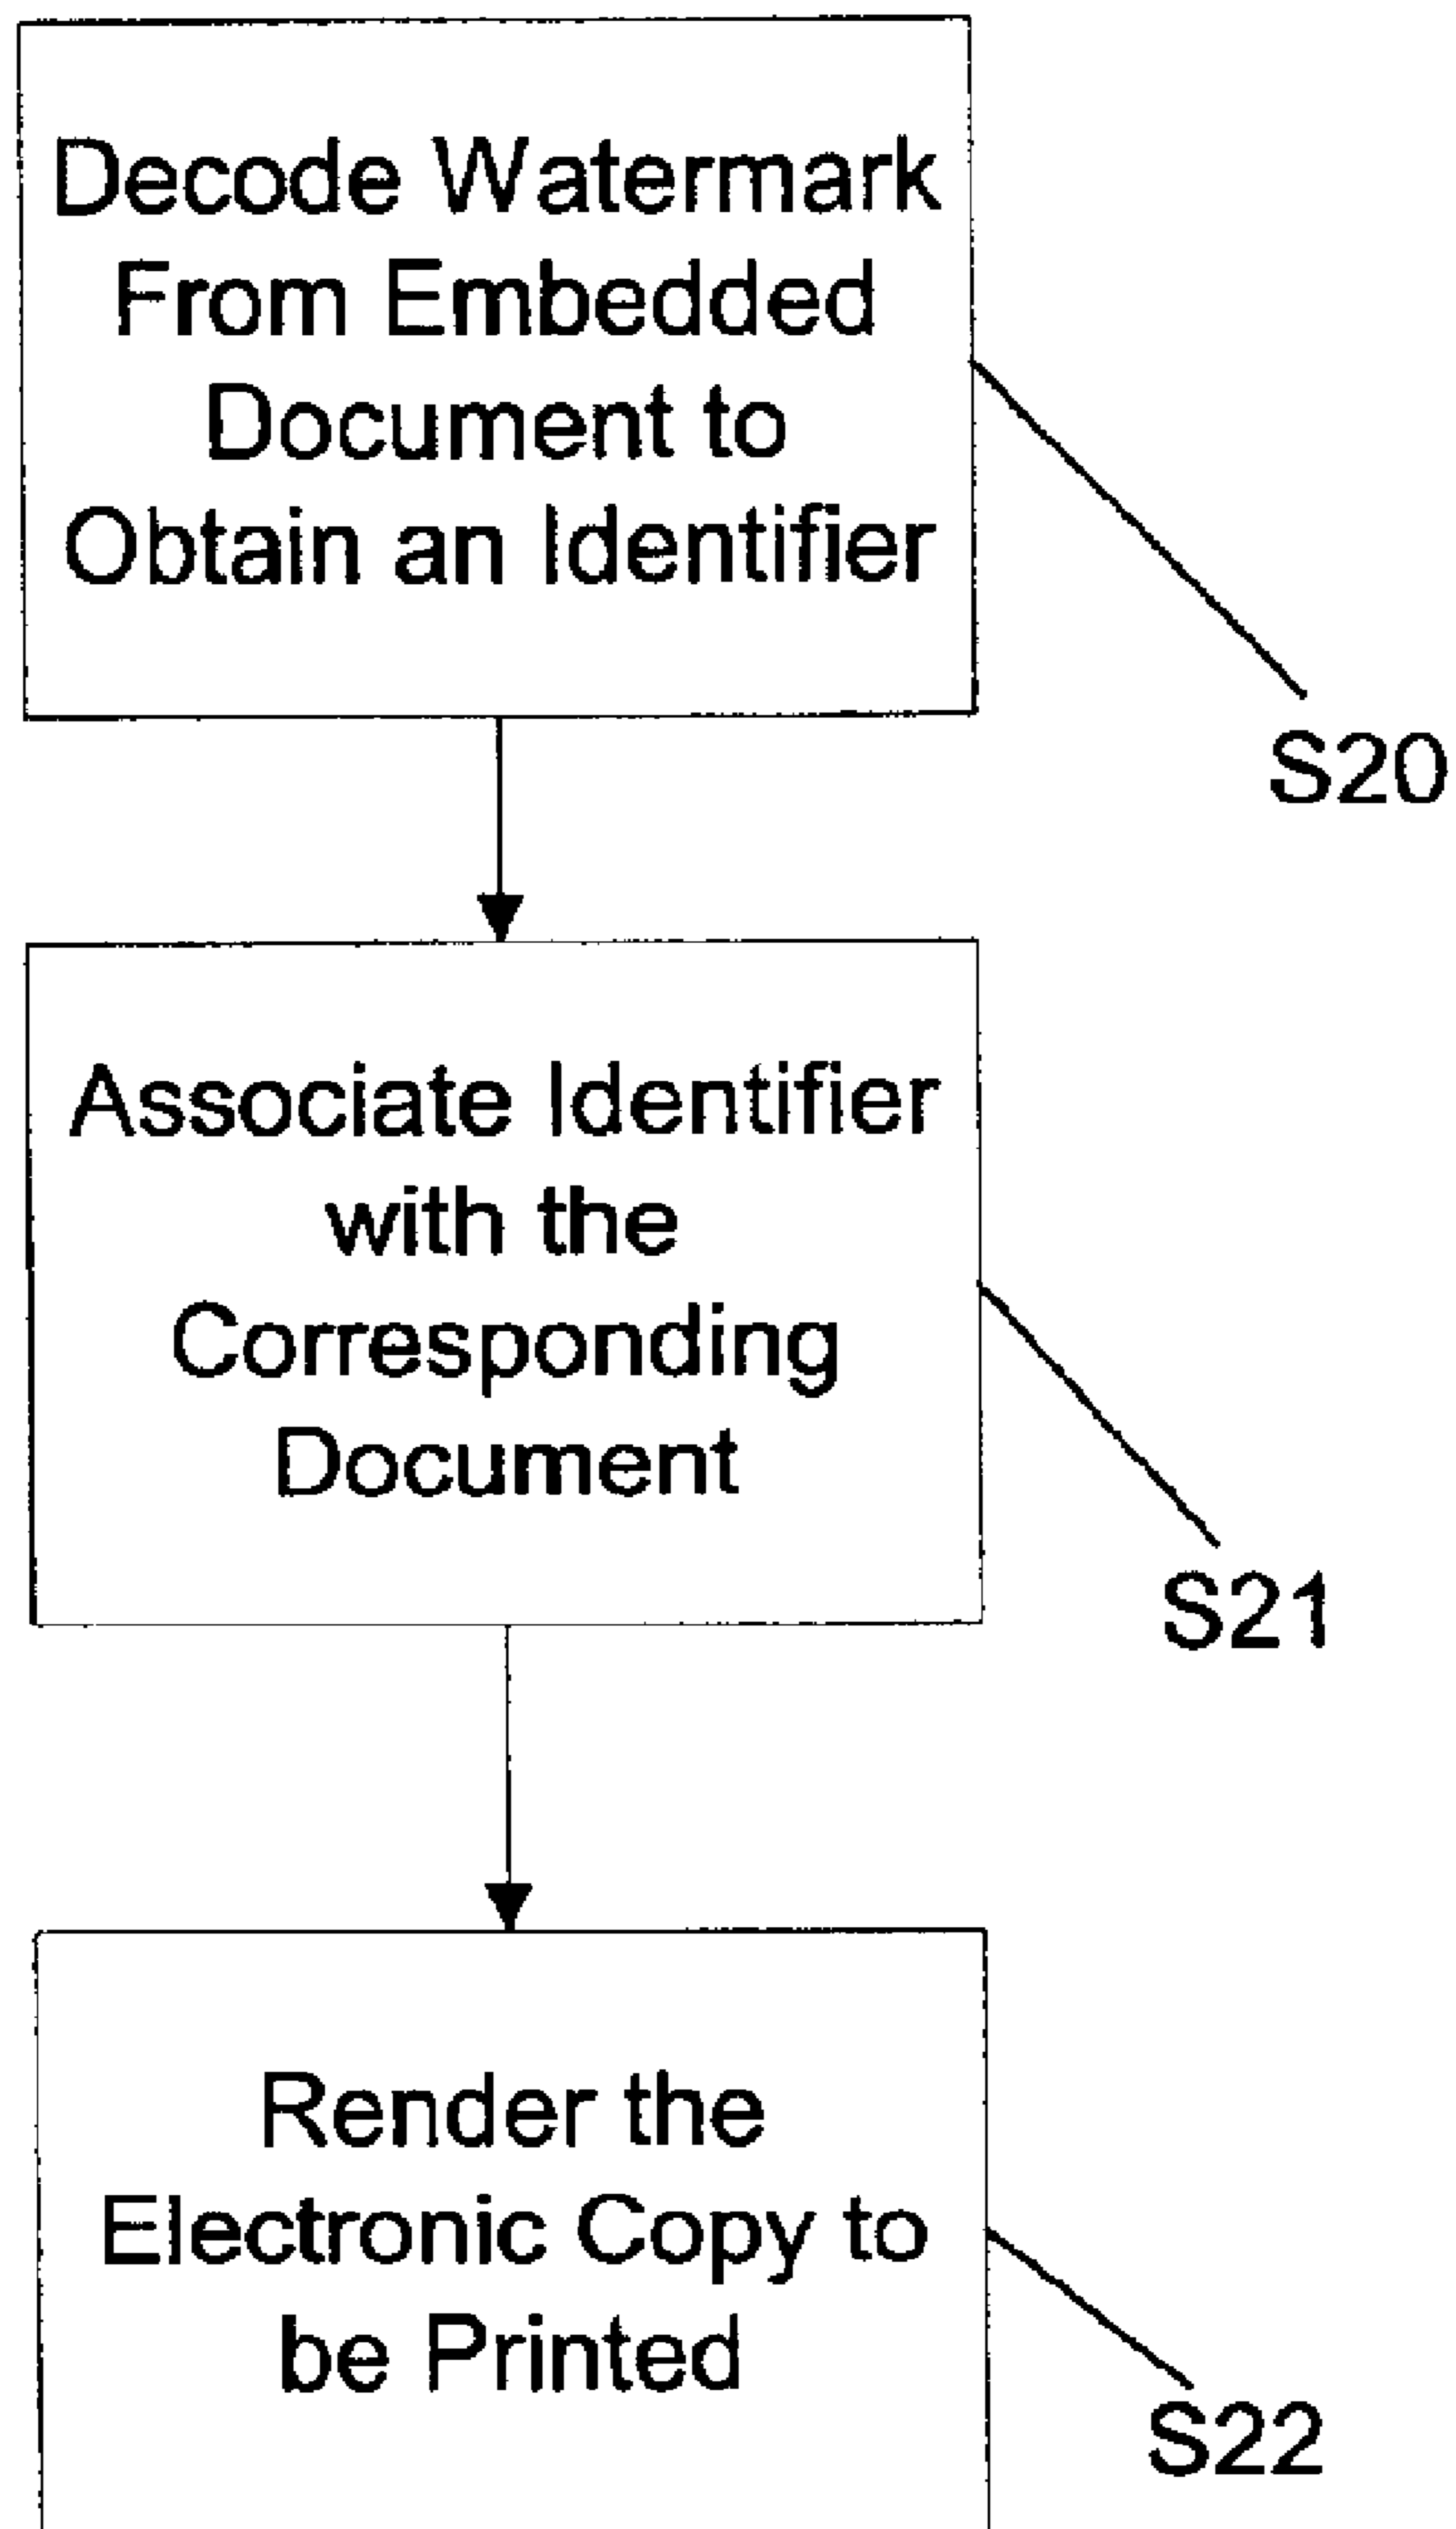 Decode Watermark
From Embedded
Document to
Obtain an Identifier
S20
Associate Identifier
with the
Corresponding
Document
S21
Render the
Electronic Copy to
be Printed
S22